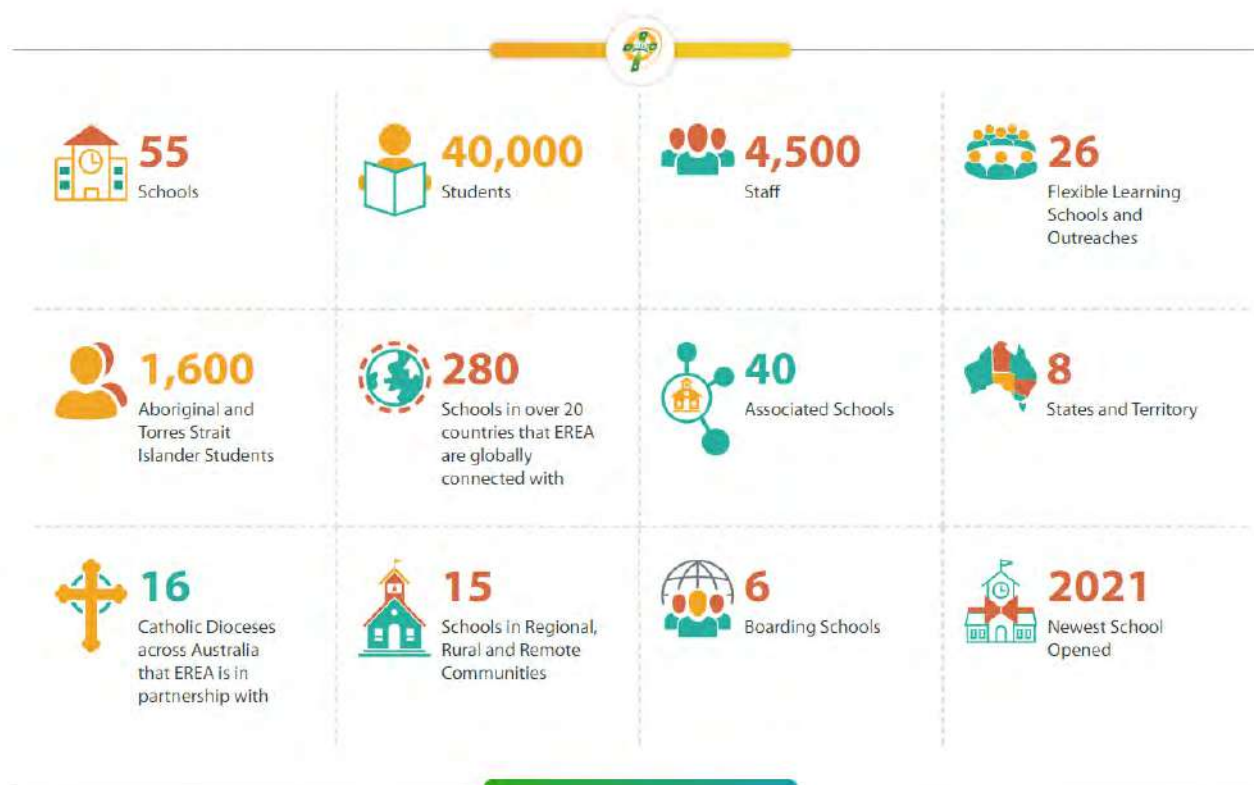 55
Schools
40,000
Students
4,500
Staff
26
Flexible Learning
Schools and
Outreaches
1,600
Aboriginal and
Torres Strait
Islander Students
280
Schools in over 20
countries that EREA
are globally
connected with
40
Associated Schools
8
States and Territory
16
Catholic Dioceses
across Australia
that EREA is in
partnership with
15
Schools in Regional,
Rural and Remote
Communities
6
Boarding Schools
2021
Newest School
Opened